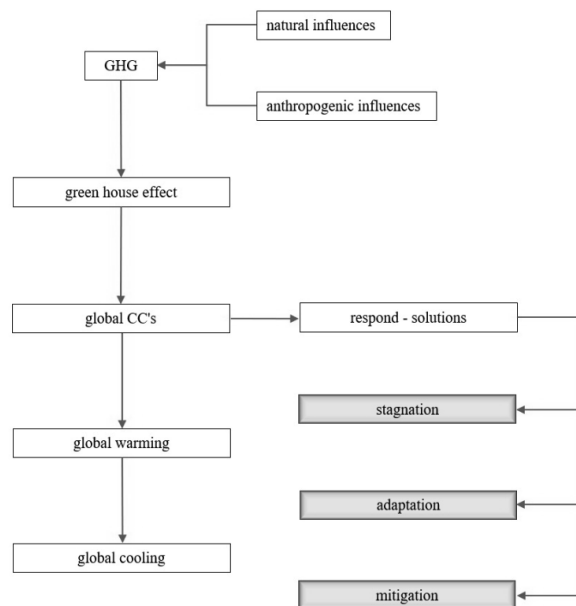 natural influences
GHG
anthropogenic influences
green house effect
global CC's
respond - solutions
stagnation
global warming
adaptation
global cooling
mitigation